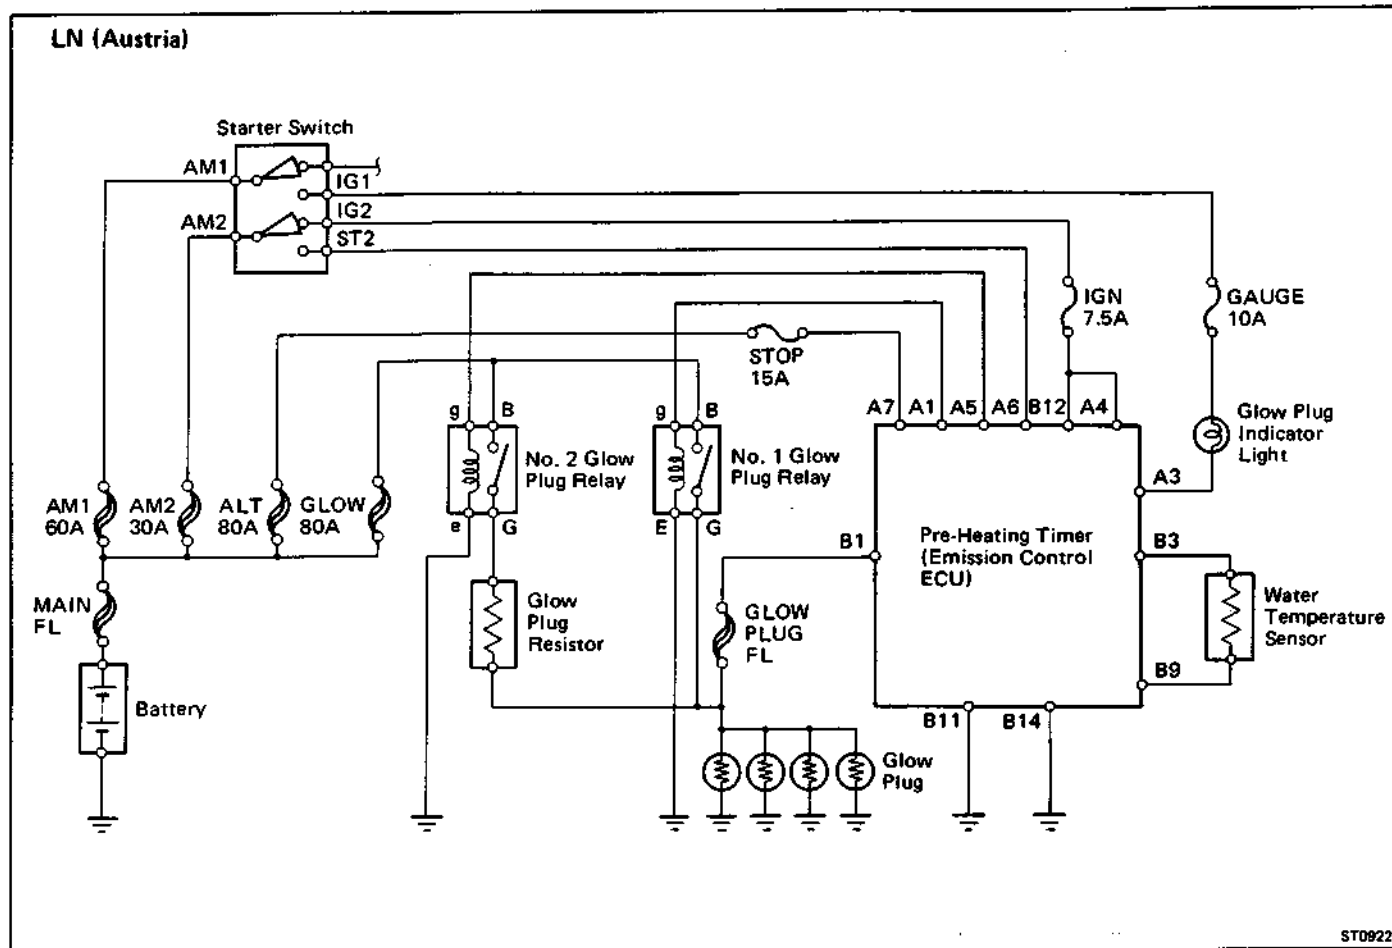 LN (Austria)
Starter Switch
AM1
IG1
IG2
AM2
ST2
IGN
7.5A
GAUGE
10A
STOP
15A
g
B
g
B
A7
A1
A5
A6
B12
A4
Glow Plug
Indicator
Light
No. 2 Glow
Plug Relay
No. 1 Glow
Plug Relay
A3
AM1
60A
AM2
30A
ALT
80A
GLOW
80A
e
G
E
G
B1
Pre-Heating Timer
(Emission Control
ECU)
B3
MAIN
FL
Glow
Plug
Resistor
GLOW
PLUG
FL
Water
Temperature
Sensor
B9
Battery
B11
B14
Glow
Plug
ST0922